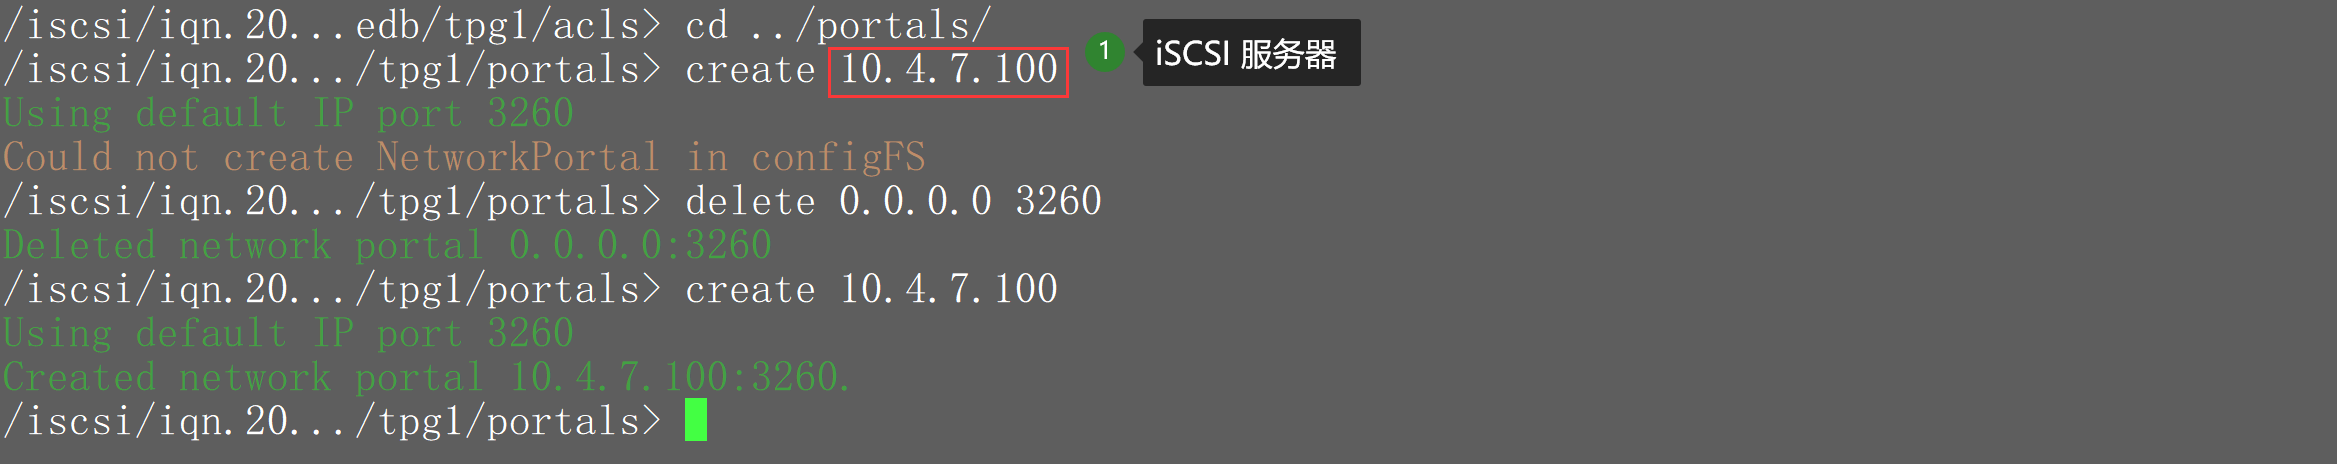 /iscsi/iqn.20...edb/tpg1/acls> cd ../portals/
/iscsi/iqn.20.../tpg1/portals> create 10.4.7.100
1 iSCSI 服务器
Using default IP port 3260
Could not create NetworkPortal in configFS
/iscsi/iqn.20.../tpg1/portals> delete 0.0.0.0 3260
Deleted network portal 0.0.0.0:3260
/iscsi/iqn.20.../tpg1/portals> create 10.4.7.100
Using default IP port 3260
Created network portal 10.4.7.100:3260.
/iscsi/iqn.20.../tpg1/portals>